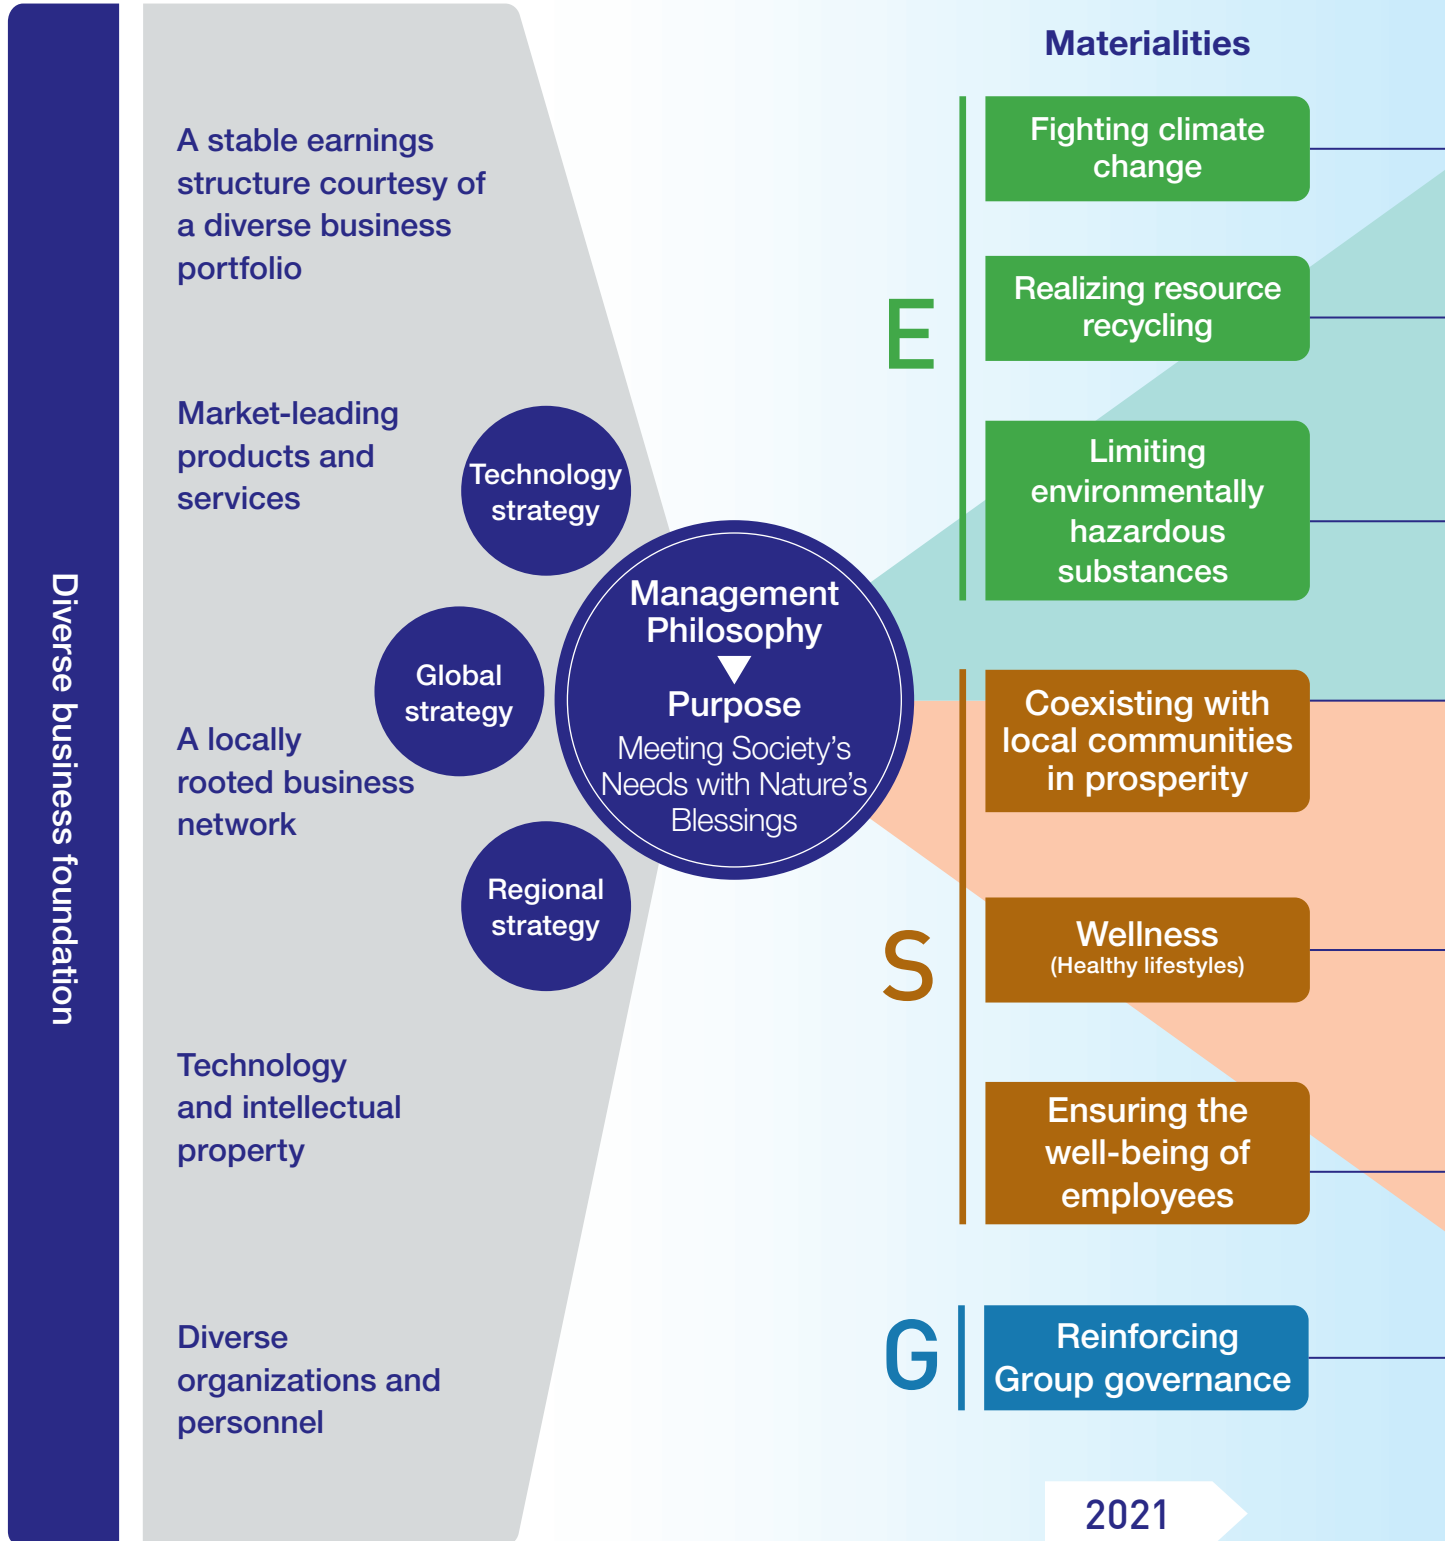 Diverse business foundation
A stable earnings
structure courtesy of
a diverse business
portfolio
Market-leading
products and
services
A locally
rooted business
network
Technology
and intellectual
property
Diverse
organizations and
personnel
Technology
strategy
Global
strategy
Regional
strategy
Management
Philosophy
Purpose
Meeting Society’s
Needs with Nature’s
Blessings
Materialities
E
Fighting climate
change
Realizing resource
recycling
Limiting
environmentally
hazardous
substances
S
Coexisting with
local communities
in prosperity
Wellness
(Healthy lifestyles)
Ensuring the
well-being of
employees
G
Reinforcing
Group governance
2021